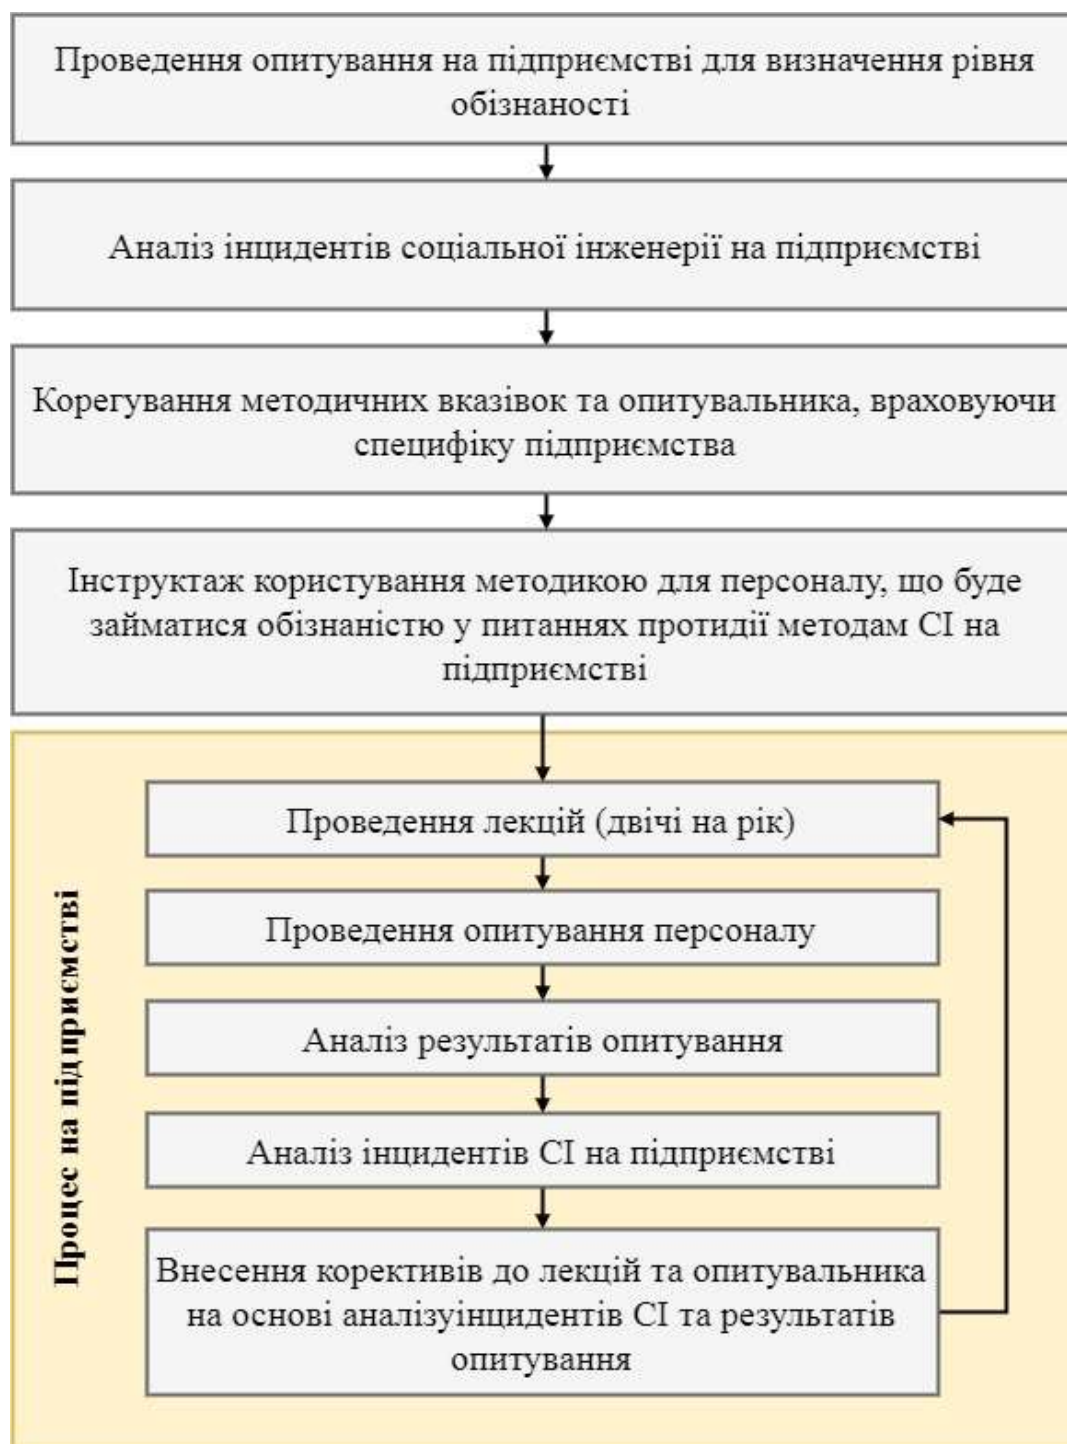 Проведення опитування на підприємстві для визначення рівня
обізнаності
Аналіз інцидентів соціальної інженерії на підприємстві
Корегування методичних вказівок та опитувальника, враховуючи
специфіку підприємства
Інструктаж користування методикою для персоналу, що буде
займатися обізнаністю у питаннях протидії методам СІ на
підприємстві
Процес на підприємстві
Проведення лекцій (двічі на рік)
Проведення опитування персоналу
Аналіз результатів опитування
Аналіз інцидентів СІ на підприємстві
Внесення корективів до лекцій та опитувальника
на основі аналізуінцидентів СІ та результатів
опитування